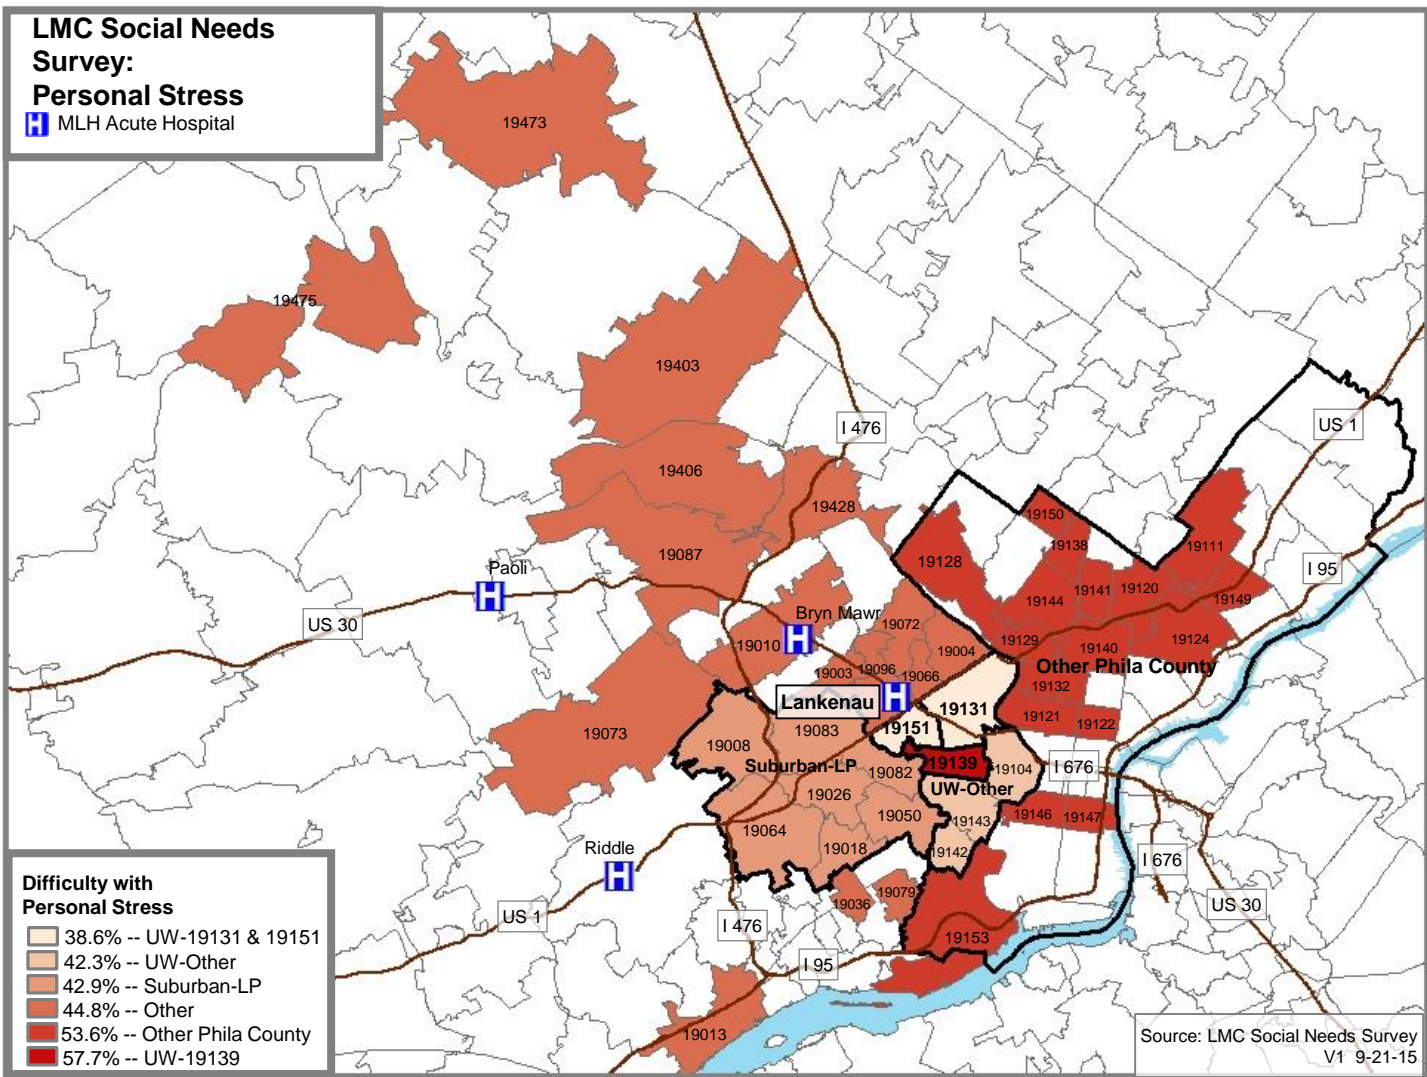 LMC Social Needs
Survey:
Personal Stress
MLH Acute Hospital
19473
19475
19403
I 476
US 1
19406
19428
19150
19138
19111
19128
19087
I 95
Paoli
19141
19120
19144
19149
US 30
Bryn Mawr
19072
19129
19124
19010
19004
19140
Other Phila County
19003
19096
19066
19132
Lankenau
19131
19121
19122
19151
19083
19073
19008
19139
19104
I 676
Suburban-LP
19082
UW-Other
19026
19050
19143
19146
19147
19064
19018
19142
Riddle
I 676
19079
19036
US 30
US 1
I 476
19153
I 95
19013
Difficulty with
Personal Stress
38.6% -- UW-19131 & 19151
42.3% -- UW-Other
42.9% -- Suburban-LP
44.8% -- Other
53.6% -- Other Phila County
57.7% -- UW-19139
Source: LMC Social Needs Survey
V1 9-21-15